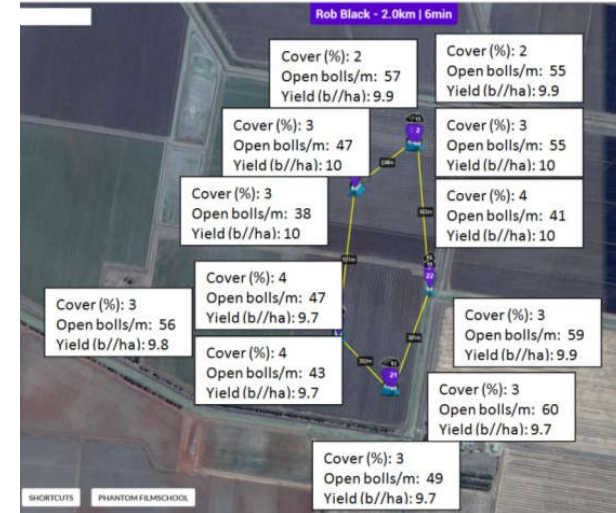 Rob Black - 2.0km | 6min
Cover (%): 2
Open bolls/m: 57
Yield (b//ha): 9.9
Cover (%): 2
Open bolls/m: 55
Yield (b//ha): 9.9
Cover (%): 3
Open bolls/m: 47
Yield (b//ha): 10
Cover (%): 3
Open bolls/m: 55
Yield (b//ha): 10
Cover (%): 3
Open bolls/m: 38
Yield (b//ha): 10
Cover (%): 4
Open bolls/m: 41
Yield (b//ha): 10
Cover (%): 4
Open bolls/m: 47
Yield (b//ha): 9.7
Cover (%): 3
Open bolls/m: 56
Yield (b//ha): 9.8
Cover (%): 3
Open bolls/m: 59
Yield (b//ha): 9.9
Cover (%): 4
Open bolls/m: 43
Yield (b//ha): 9.7
Cover (%): 3
Open bolls/m: 60
Yield (b//ha): 9.7
Cover (%): 3
Open bolls/m: 49
Yield (b//ha): 9.7
2
22
21
SHORTCUTS
PHANTOM FILMSCHOOL